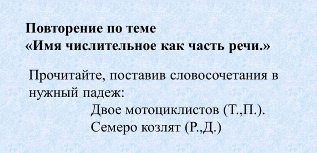 Повторение по теме
«Имя числительное как часть речи.»
Прочитайте, поставив словосочетания в
нужный падеж:
Двое мотоциклистов (Т.,П.).
Семеро козлят (Р.,Д.)